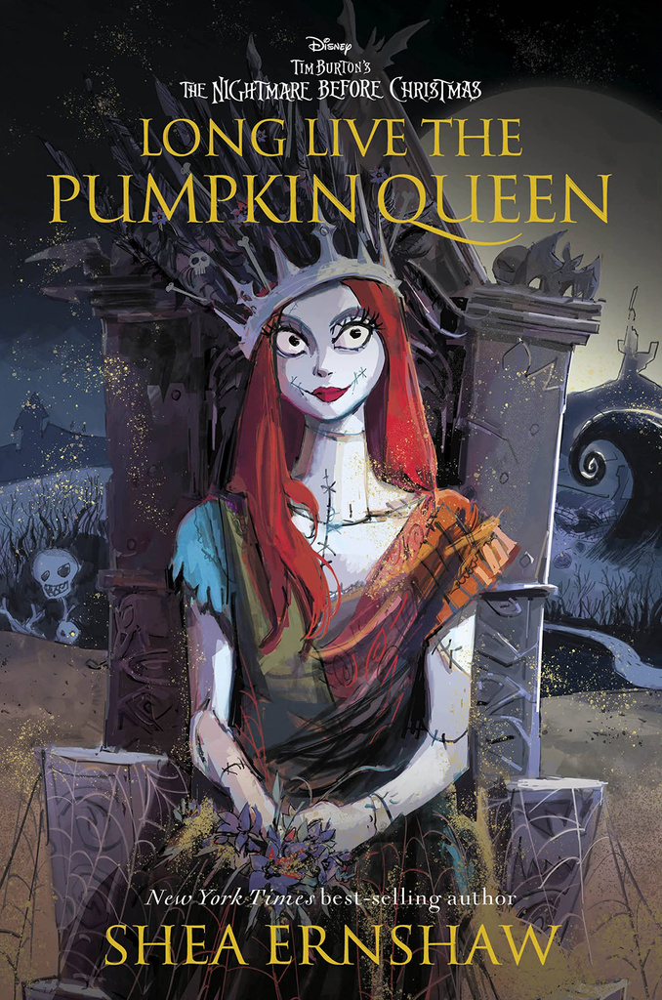 Disney
Tim Burton's
The Nightmare Before Christmas
Long Live the
Pumpkin Queen
New York Times best-selling author
Shea Ernshaw